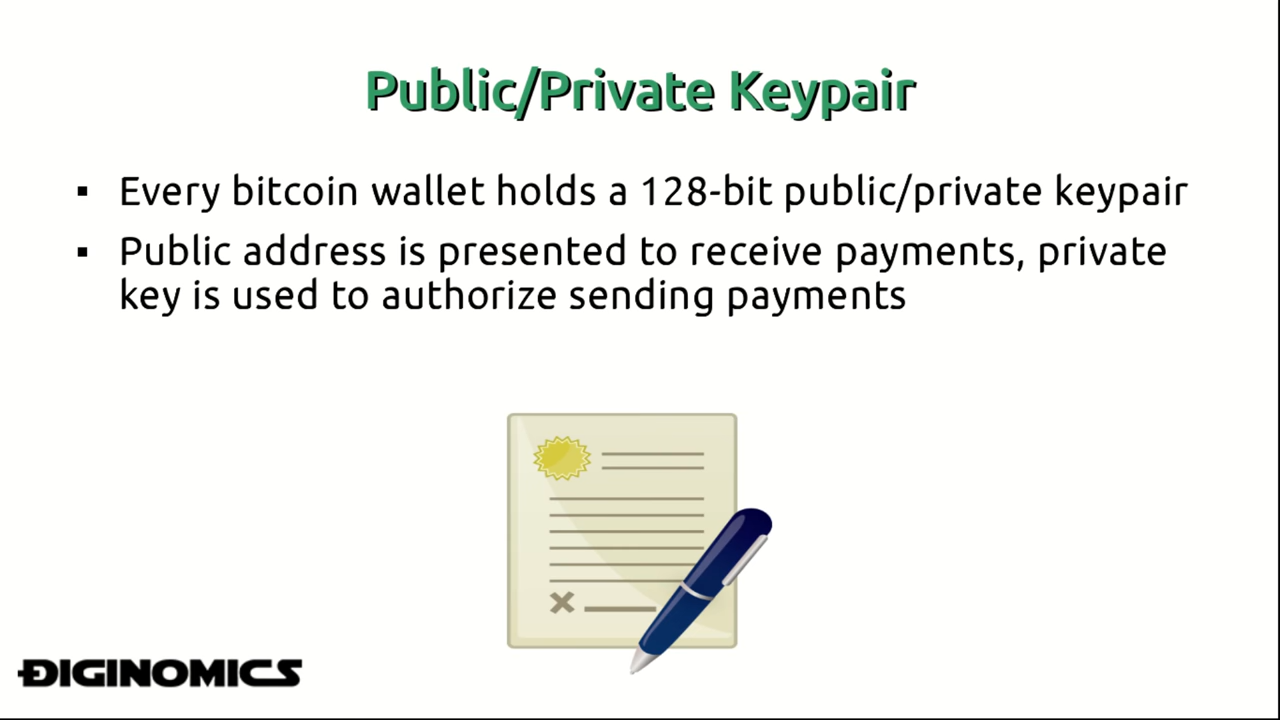 Public/Private Keypair
▪ Every bitcoin wallet holds a 128-bit public/private keypair
▪ Public address is presented to receive payments, private
key is used to authorize sending payments
DIGINOMICS